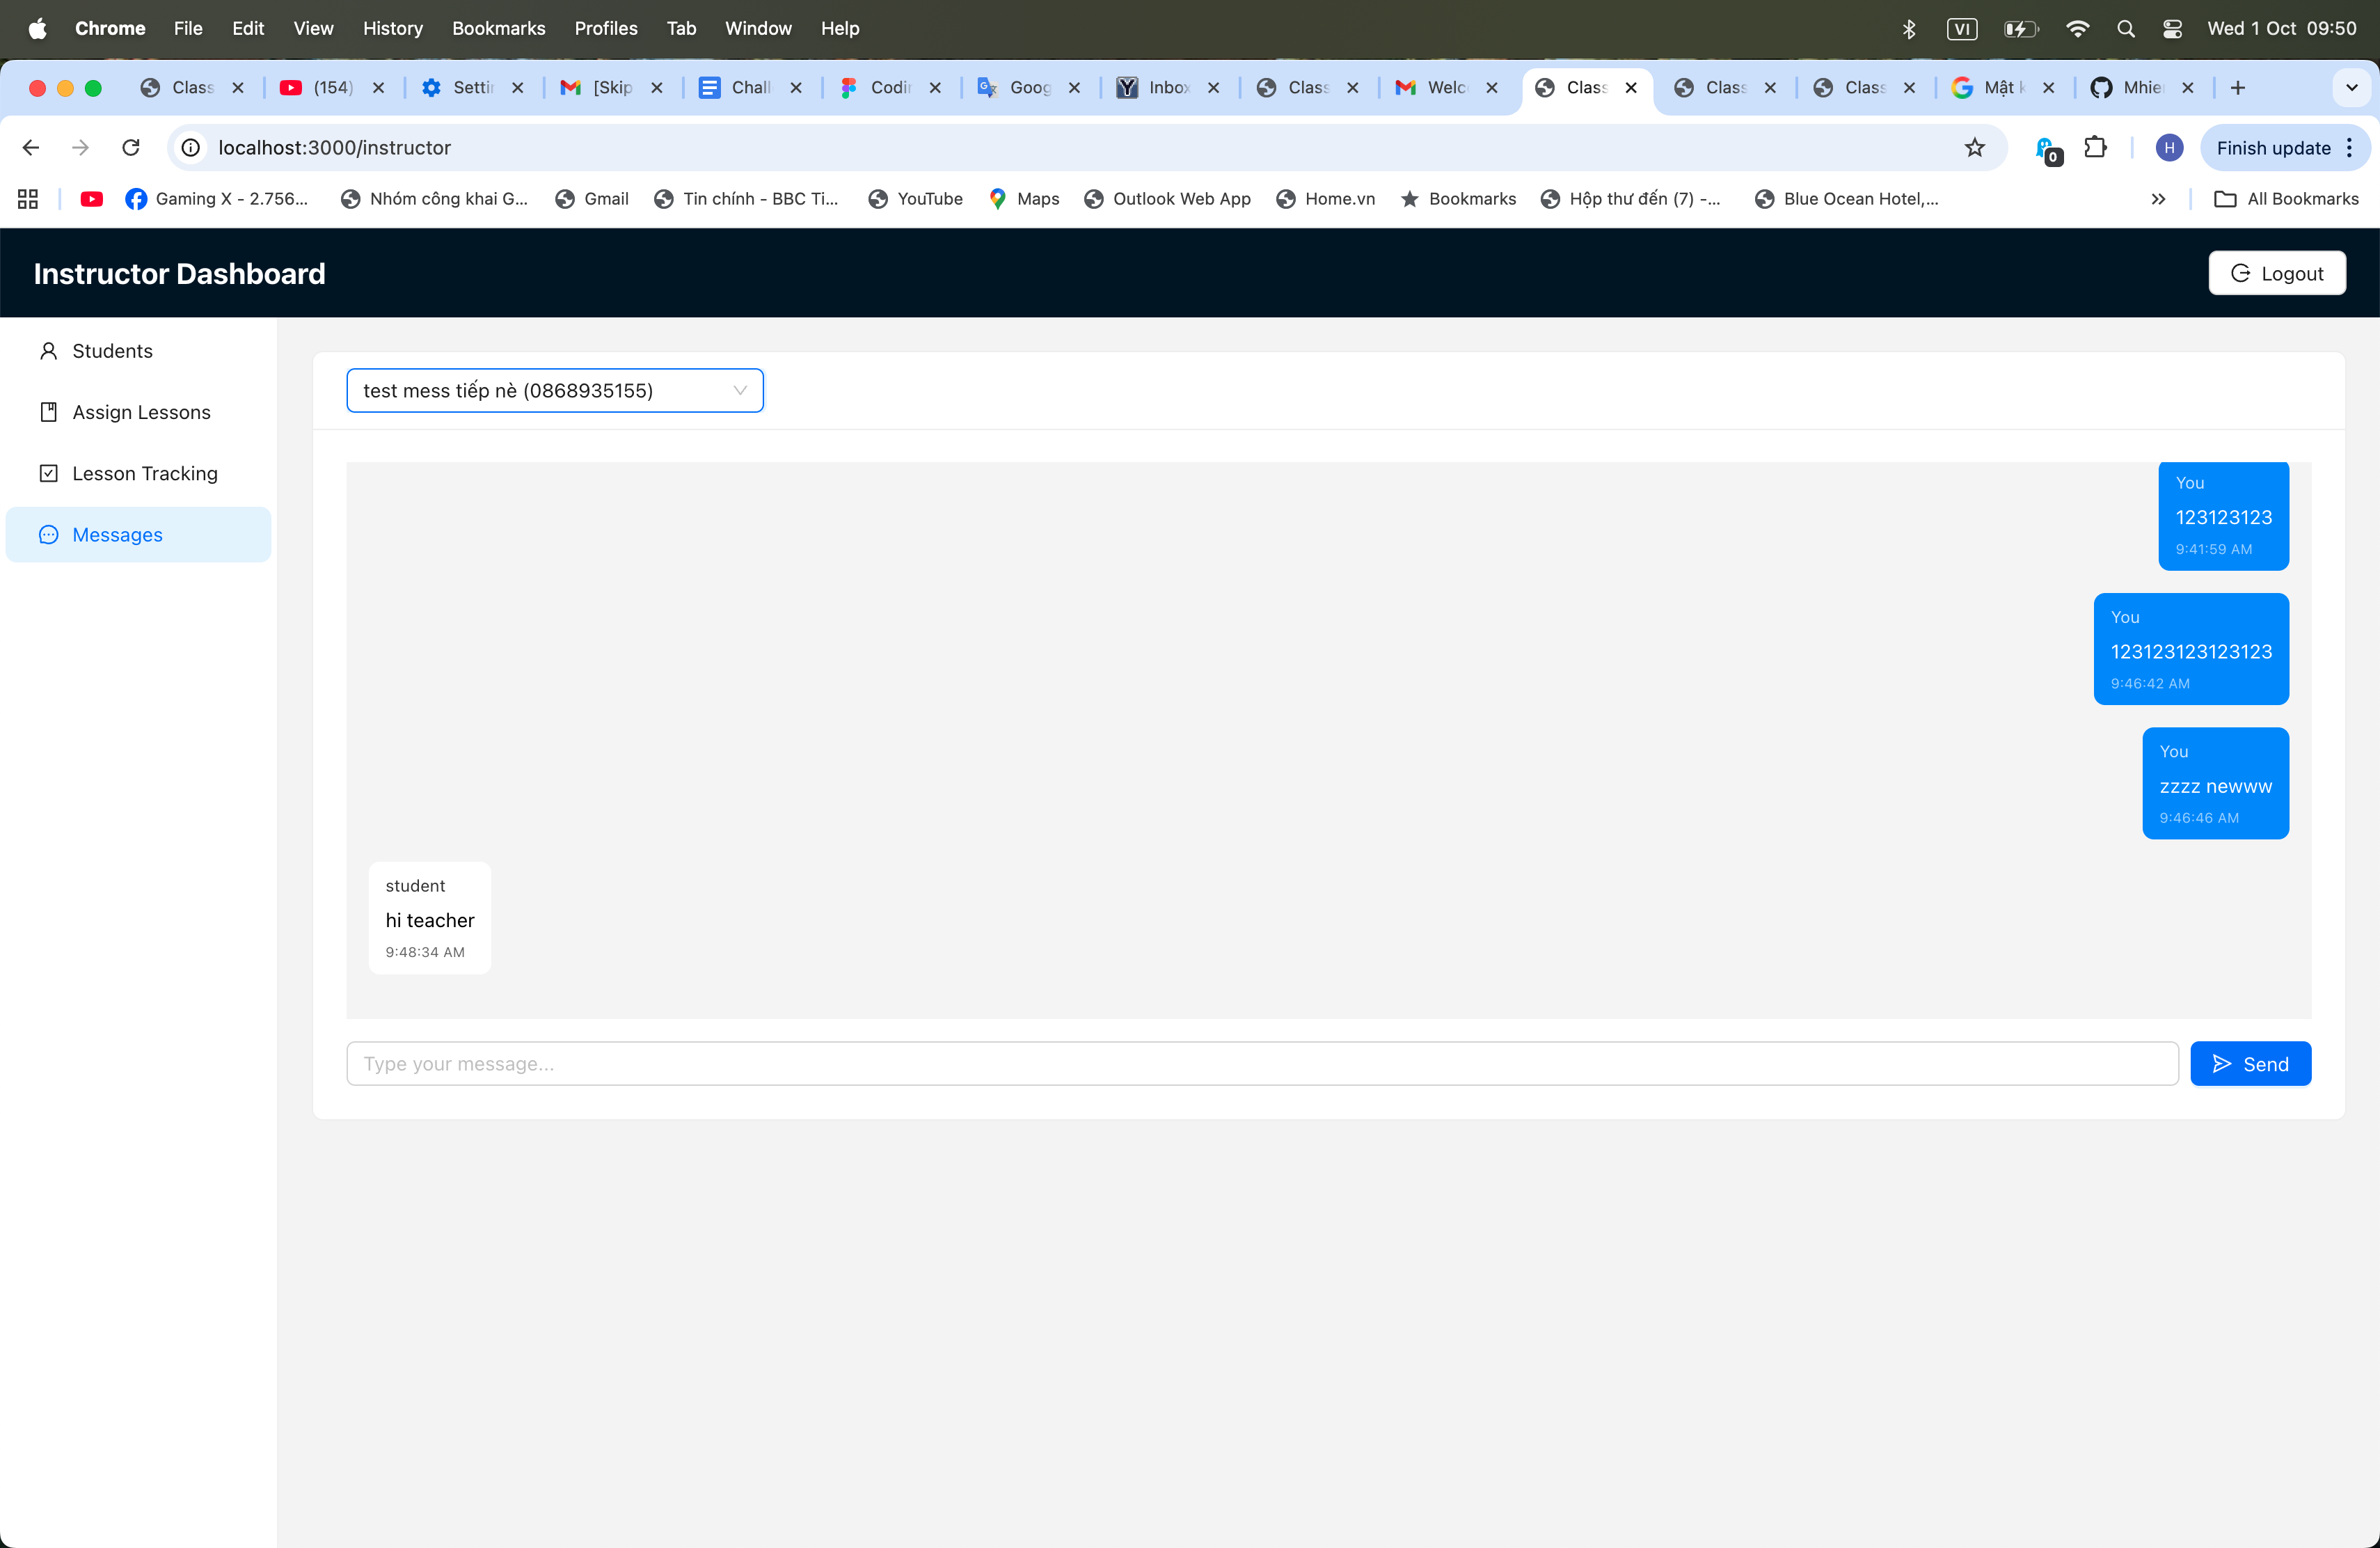 Chrome File Edit View History Bookmarks Profiles Tab Window Help VI Wed 1 Oct 09:50
Class (154) Settin [Skip Chall Codin Goog Inbox Class Welc Class Class Class Mật k Mhie
localhost:3000/instructor 0 H Finish update
Gaming X - 2.756... Nhóm công khai G... Gmail Tin chính - BBC Ti... YouTube Maps Outlook Web App Home.vn Bookmarks Hộp thư đến (7) -... Blue Ocean Hotel,... All Bookmarks
Instructor Dashboard Logout
Students
Assign Lessons
Lesson Tracking
Messages
test mess tiếp nè (0868935155)
You
123123123
9:41:59 AM
You
123123123123123
9:46:42 AM
You
zzzz newww
9:46:46 AM
student
hi teacher
9:48:34 AM
Type your message...
Send